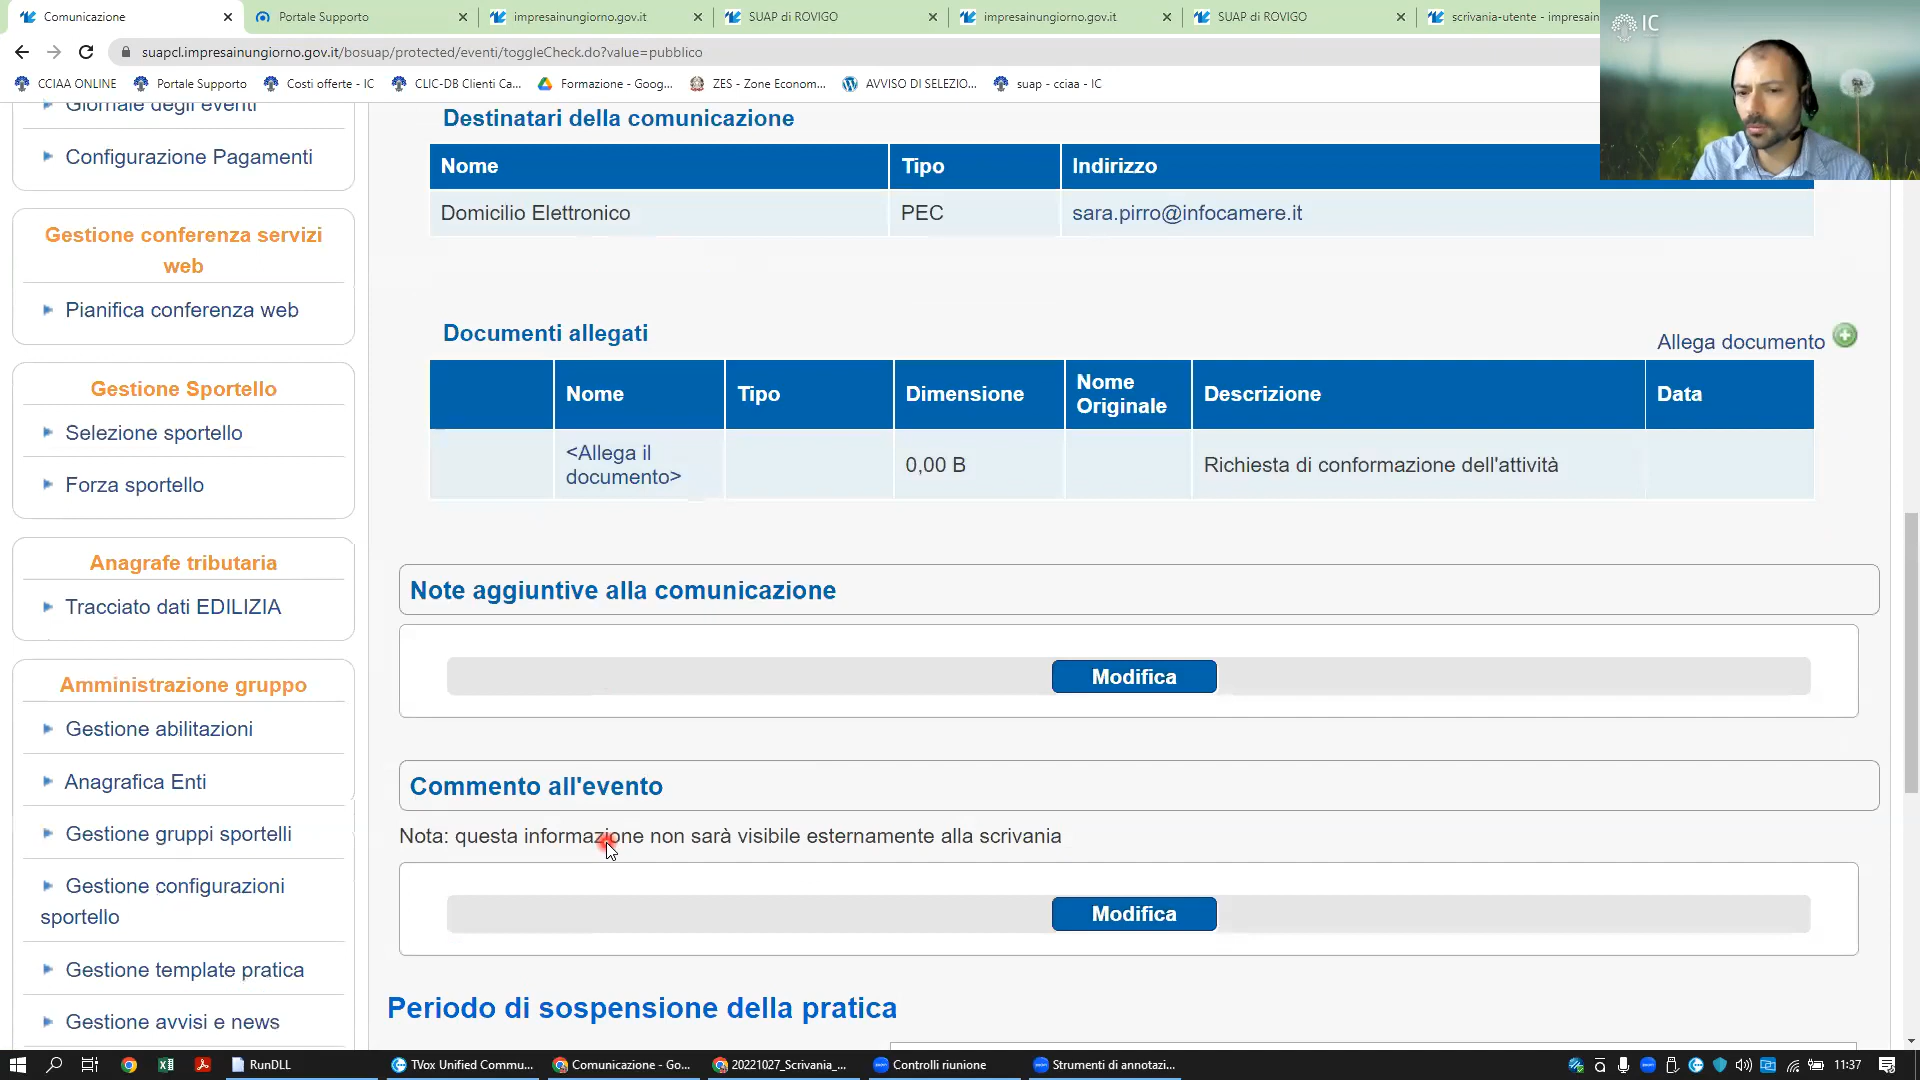 Comunicazione
Portale Supporto
impresainungiorno.gov.it
SUAP di ROVIGO
impresainungiorno.gov.it
SUAP di ROVIGO
scrivania-utente - impresain
IC
suapcl.impresainungiorno.gov.it/bosuap/protected/eventi/toggleCheck.do?value=pubblico
CCIAA ONLINE
Portale Supporto
Costi offerte - IC
CLIC-DB Clienti Ca...
Formazione - Goog...
ZES - Zone Econom...
AVVISO DI SELEZIO...
suap - cciaa - IC
Giornale degli eventi
Configurazione Pagamenti
Gestione conferenza servizi
web
Pianifica conferenza web
Gestione Sportello
Selezione sportello
Forza sportello
Anagrafe tributaria
Tracciato dati EDILIZIA
Amministrazione gruppo
Gestione abilitazioni
Anagrafica Enti
Gestione gruppi sportelli
Gestione configurazioni
sportello
Gestione template pratica
Gestione avvisi e news
Destinatari della comunicazione
Nome Tipo Indirizzo
Domicilio Elettronico PEC sara.pirro@infocamere.it
Documenti allegati
Allega documento
Nome Tipo Dimensione Nome
Originale Descrizione Data
<Allega il
documento> 0,00 B Richiesta di conformazione dell'attività
Note aggiuntive alla comunicazione
Modifica
Commento all'evento
Nota: questa informazione non sarà visibile esternamente alla scrivania
Modifica
Periodo di sospensione della pratica
RunDLL
TVox Unified Commu...
Comunicazione - Go...
20221027_Scrivania_...
Controlli riunione
Strumenti di annotazi...
11:37